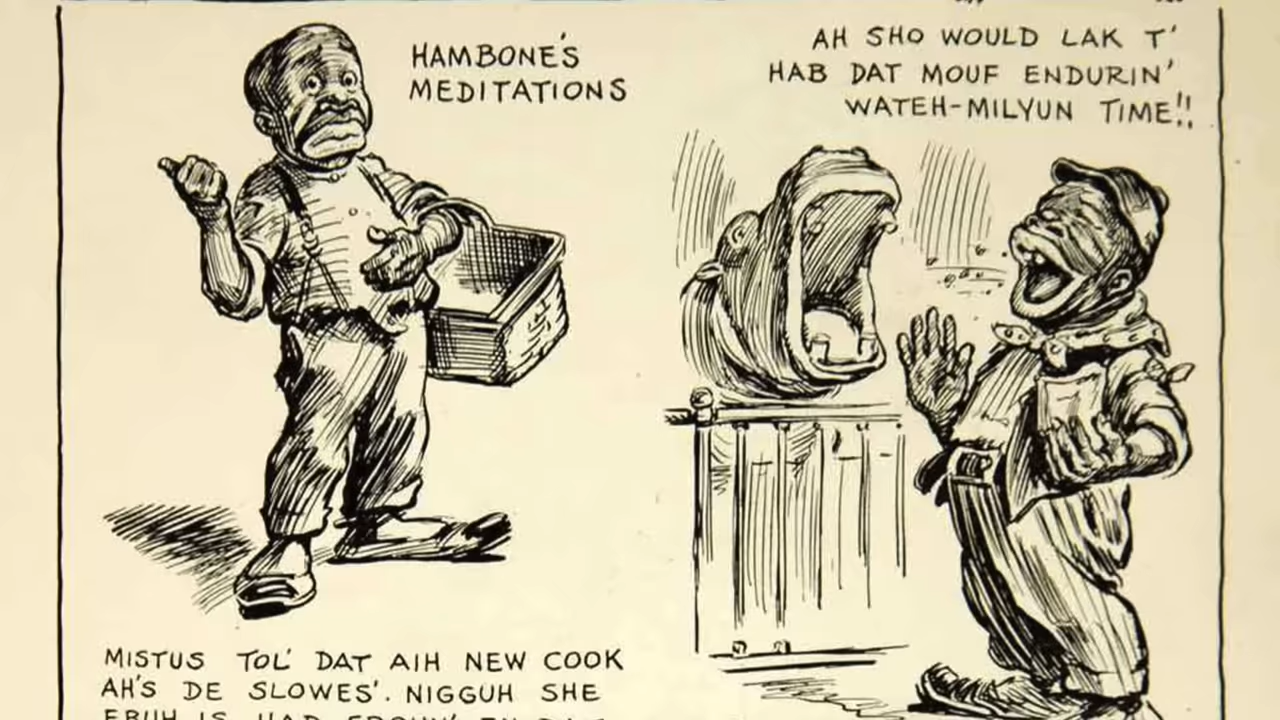 HAMBONE'S
MEDITATIONS
AH SHO WOULD LAK T'
HAB DAT MOUF ENDURIN'
WATEH-MILYUN TIME!!
MISTUS TOL' DAT AIH NEW COOK
AH'S DE SLOWES'. NIGGUH SHE